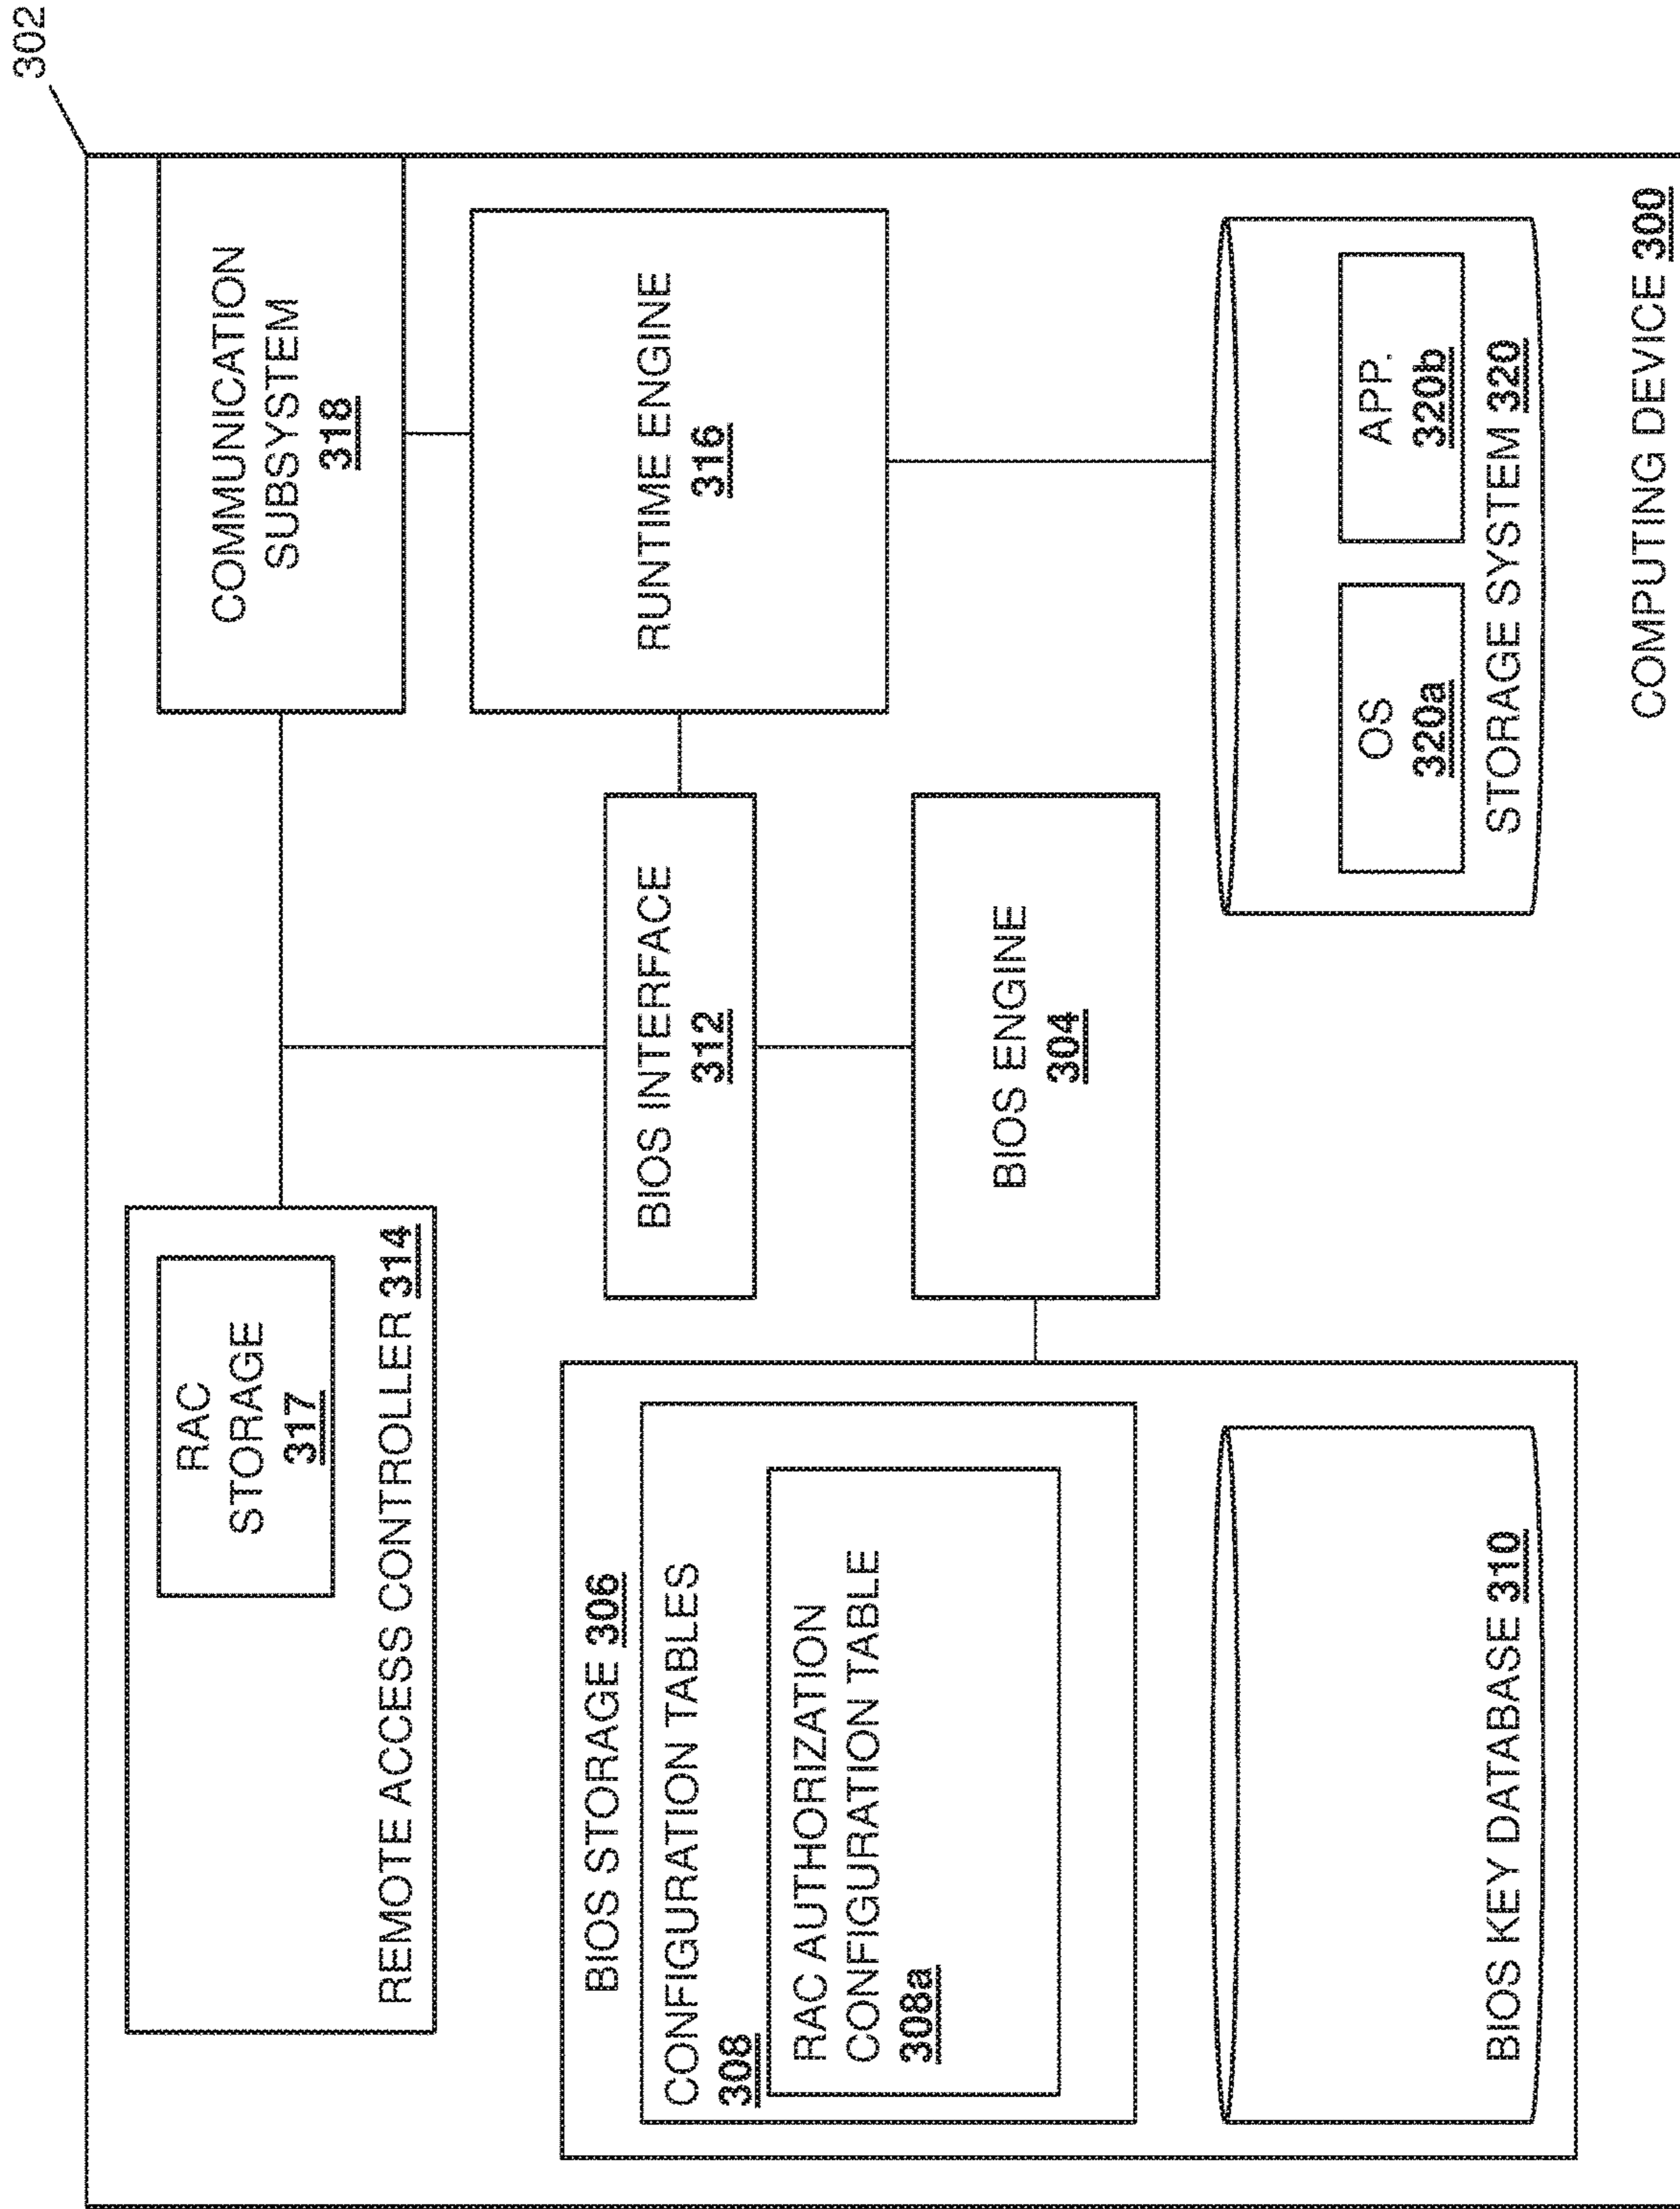 302
RAC
STORAGE
317
REMOTE ACCESS CONTROLLER 314
COMMUNICATION
SUBSYSTEM
318
BIOS INTERFACE
312
RUNTIME ENGINE
316
BIOS STORAGE 306
CONFIGURATION TABLES
308
RAC AUTHORIZATION
CONFIGURATION TABLE
308a
BIOS KEY DATABASE 310
BIOS ENGINE
304
OS
320a
APP.
320b
STORAGE SYSTEM 320
COMPUTING DEVICE 300